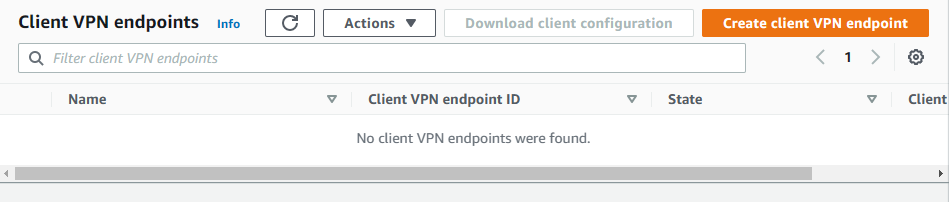 Client VPN endpoints Info Actions Download client configuration Create client VPN endpoint
Filter client VPN endpoints 1
Name Client VPN endpoint ID State Client
No client VPN endpoints were found.